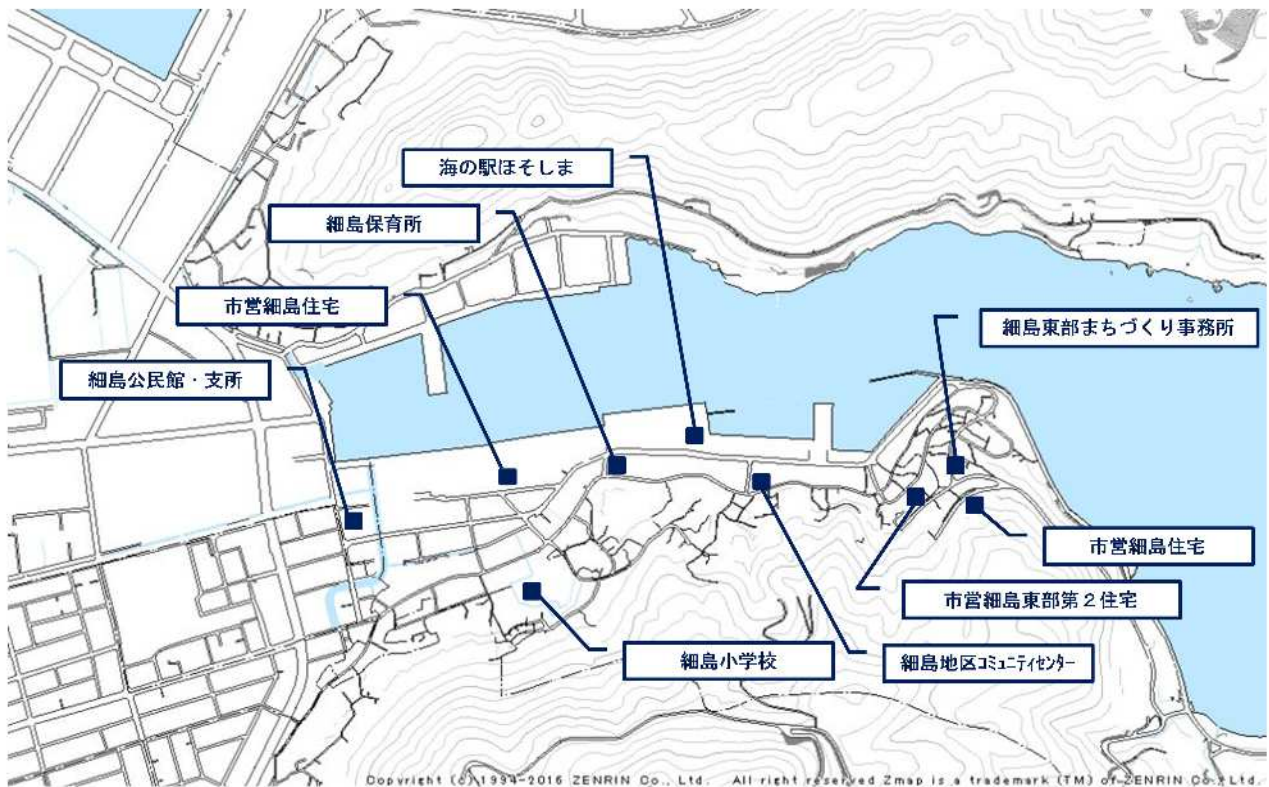 海の駅ほそしま
細島保育所
市営細島住宅
細島東部まちづくり事務所
細島公民館・支所
市営細島住宅
市営細島東部第2住宅
細島小学校
細島地区コミュニティセンター
Copyright (c) 1994-2016 ZENRIN Co., Ltd. All right reserved Zmap is a trademark (TM) of ZENRIN Co., Ltd.